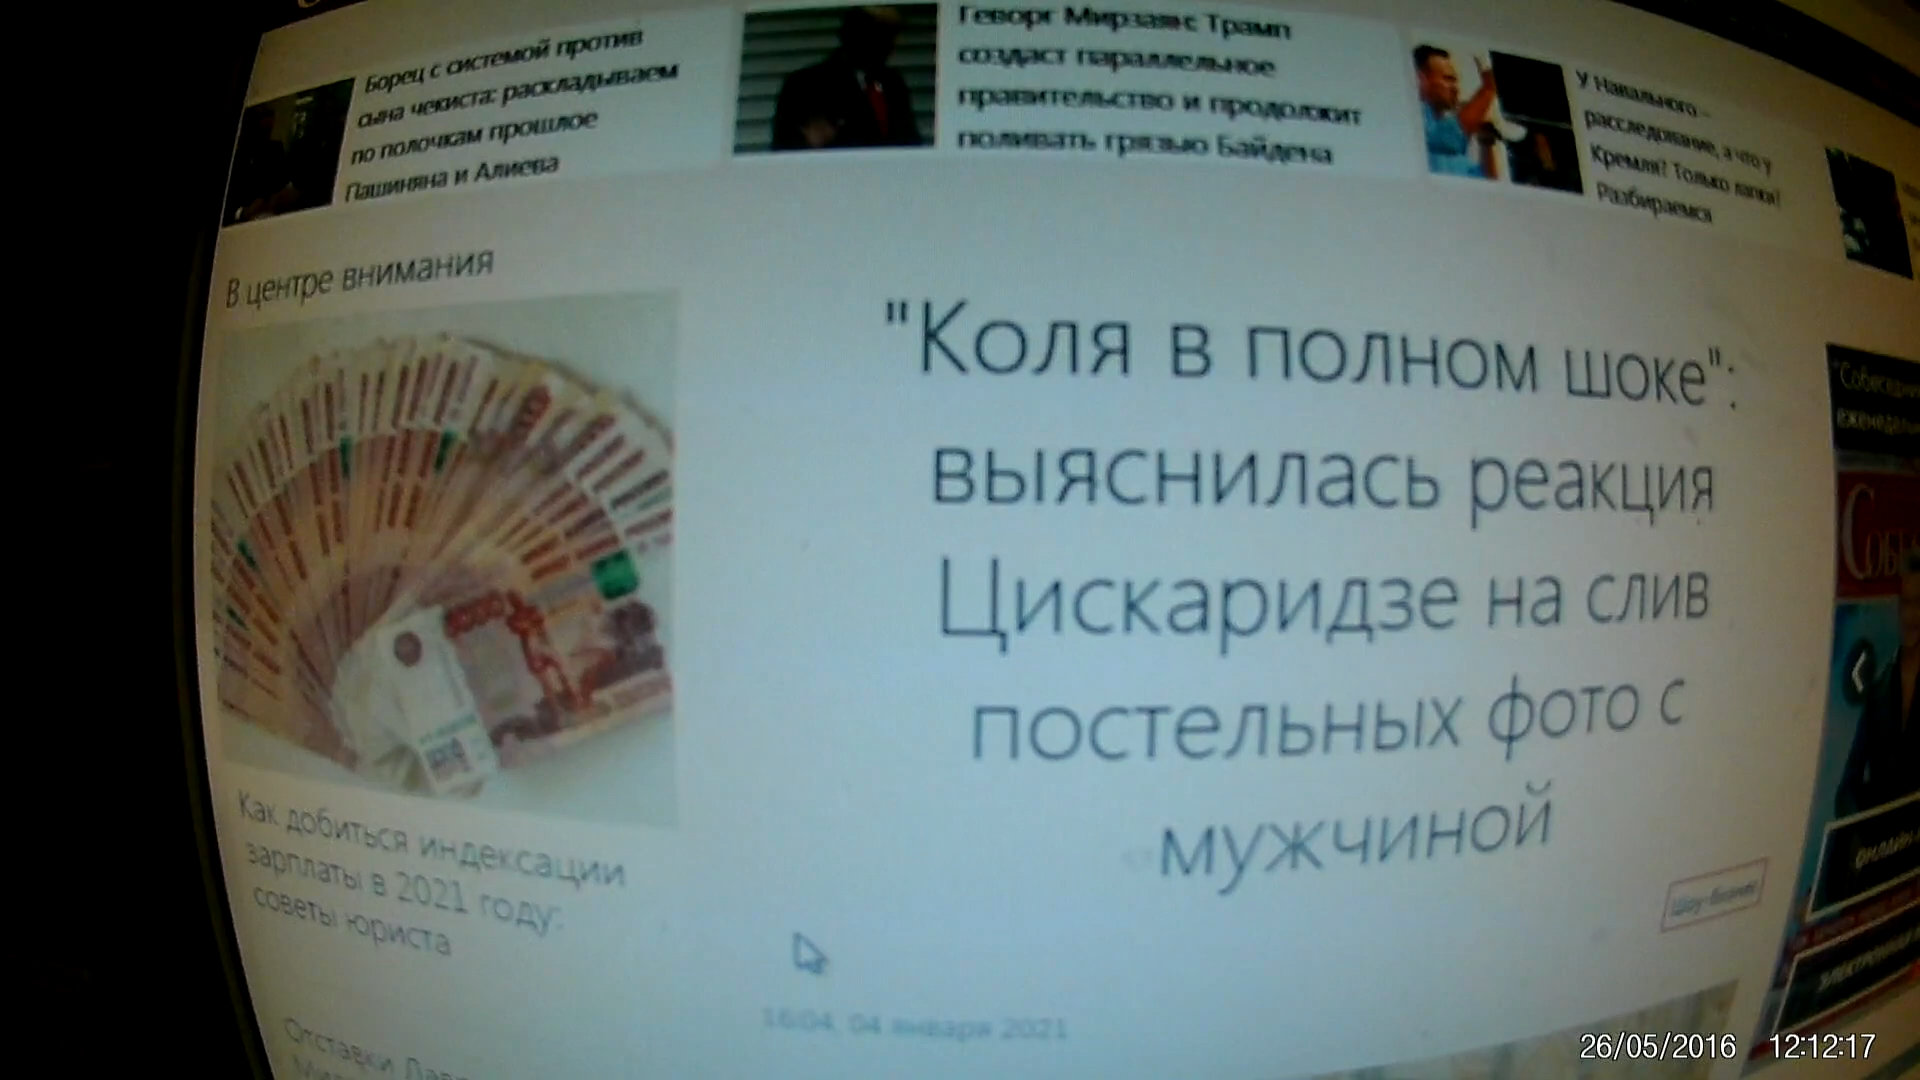 Борец с системой против
сына чекиста: раскладываем
по полочкам прошлое
Пашиняна и Алиева
Геворг Мирзаян: Трамп
создаст параллельное
правительство и продолжит
поливать грязью Байдена
У Навального –
расследование, а что у
Кремля? Только лапки!
Разбираемся
В центре внимания
"Коля в полном шоке":
выяснилась реакция
Цискаридзе на слив
постельных фото с
мужчиной
Шоу-бизнес
Как добиться индексации
зарплаты в 2021 году:
советы юриста
16:04, 04 января 2021
Отставки
26/05/2016 12:12:17